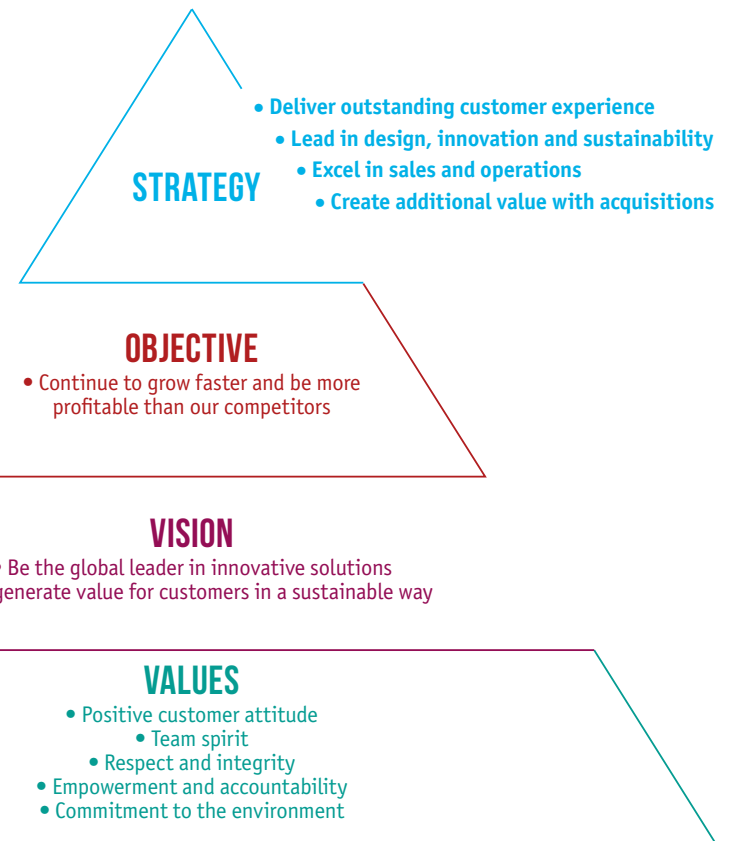 • Deliver outstanding customer experience
• Lead in design, innovation and sustainability
• Excel in sales and operations
STRATEGY
• Create additional value with acquisitions
OBJECTIVE
• Continue to grow faster and be more
profitable than our competitors
VISION
• Be the global leader in innovative solutions
generate value for customers in a sustainable way
VALUES
• Positive customer attitude
• Team spirit
• Respect and integrity
• Empowerment and accountability
• Commitment to the environment